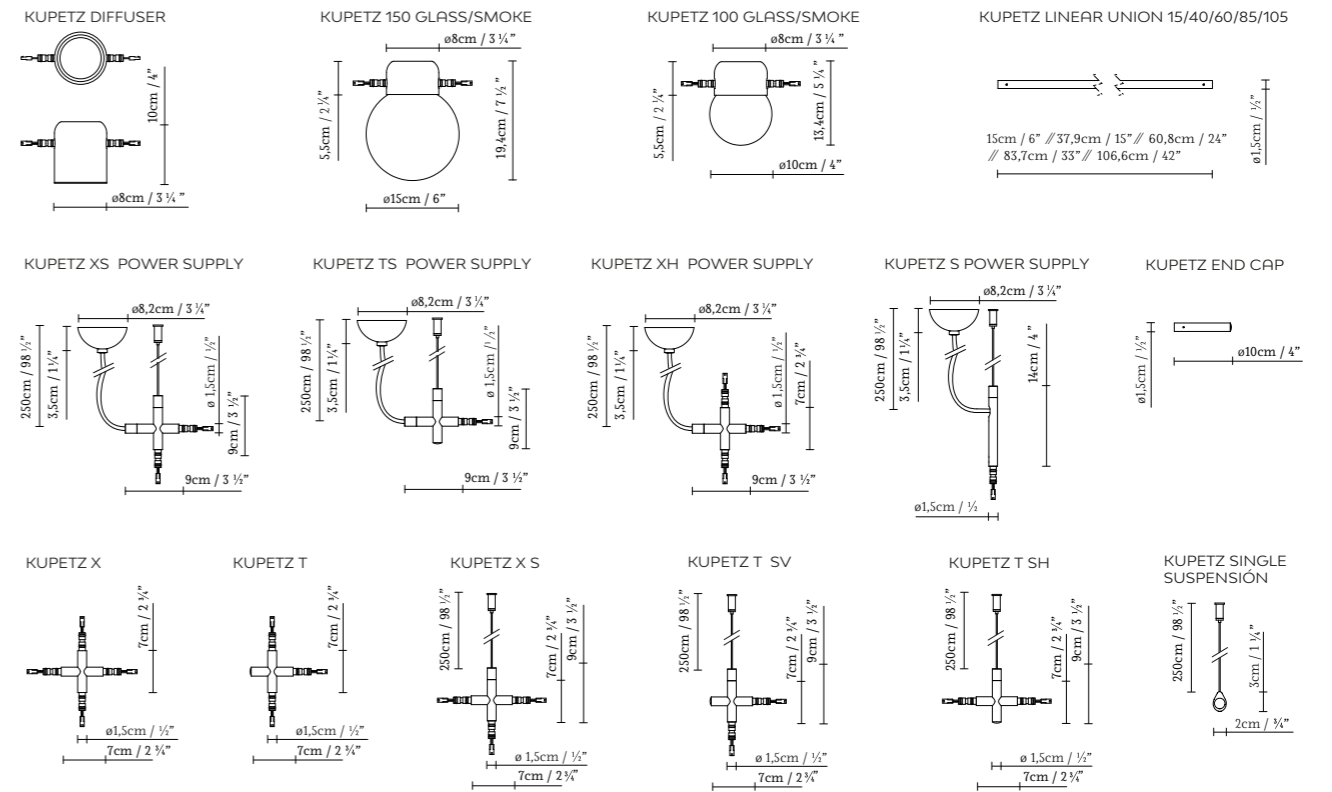 KUPETZ DIFFUSER
10cm / 4”
ø8cm / 3 ¼ ”
KUPETZ 150 GLASS/SMOKE
ø8cm / 3 ¼”
5,5cm / 2 ¼”
19,4cm / 7 ½ ”
ø15cm / 6”
KUPETZ 100 GLASS/SMOKE
ø8cm / 3 ¼”
5,5cm / 2 ¼”
13,4cm / 5 ¼”
ø10cm / 4”
KUPETZ LINEAR UNION 15/40/60/85/105
15cm / 6” // 37,9cm / 15” // 60,8cm / 24”
// 83,7cm / 33” // 106,6cm / 42”
ø1,5cm / ½”
KUPETZ XS POWER SUPPLY
ø8,2cm / 3 ¼”
250cm / 98 ½”
3,5cm / 1¼”
ø 1,5cm / ½”
9cm / 3 ½”
9cm / 3 ½”
KUPETZ TS POWER SUPPLY
ø8,2cm / 3 ¼”
250cm / 98 ½”
3,5cm / 1¼”
ø 1,5cm /½”
9cm / 3 ½”
9cm / 3 ½”
KUPETZ XH POWER SUPPLY
ø8,2cm / 3 ¼”
250cm / 98 ½”
3,5cm / 1¼”
ø 1,5cm / ½”
7cm / 2 ¾”
9cm / 3 ½”
KUPETZ S POWER SUPPLY
ø8,2cm / 3 ¼”
250cm / 98 ½”
3,5cm / 1¼”
14cm / 4 ”
ø1,5cm / ½
KUPETZ END CAP
ø1,5cm / ½”
ø10cm / 4”
KUPETZ X
7cm / 2 ¾”
ø1,5cm / ½”
7cm / 2 ¾”
KUPETZ T
7cm / 2 ¾”
ø1,5cm / ½”
7cm / 2 ¾”
KUPETZ X S
250cm / 98 ½”
7cm / 2 ¾”
9cm / 3 ½”
ø 1,5cm / ½”
7cm / 2 ¾”
KUPETZ T SV
250cm / 98 ½”
7cm / 2 ¾”
9cm / 3 ½”
ø 1,5cm / ½”
7cm / 2 ¾”
KUPETZ T SH
250cm / 98 ½”
7cm / 2 ¾”
9cm / 3 ½”
ø 1,5cm / ½”
7cm / 2 ¾”
KUPETZ SINGLE
SUSPENSIÓN
250cm / 98 ½”
3cm / 1 ¼”
2cm / ¾”